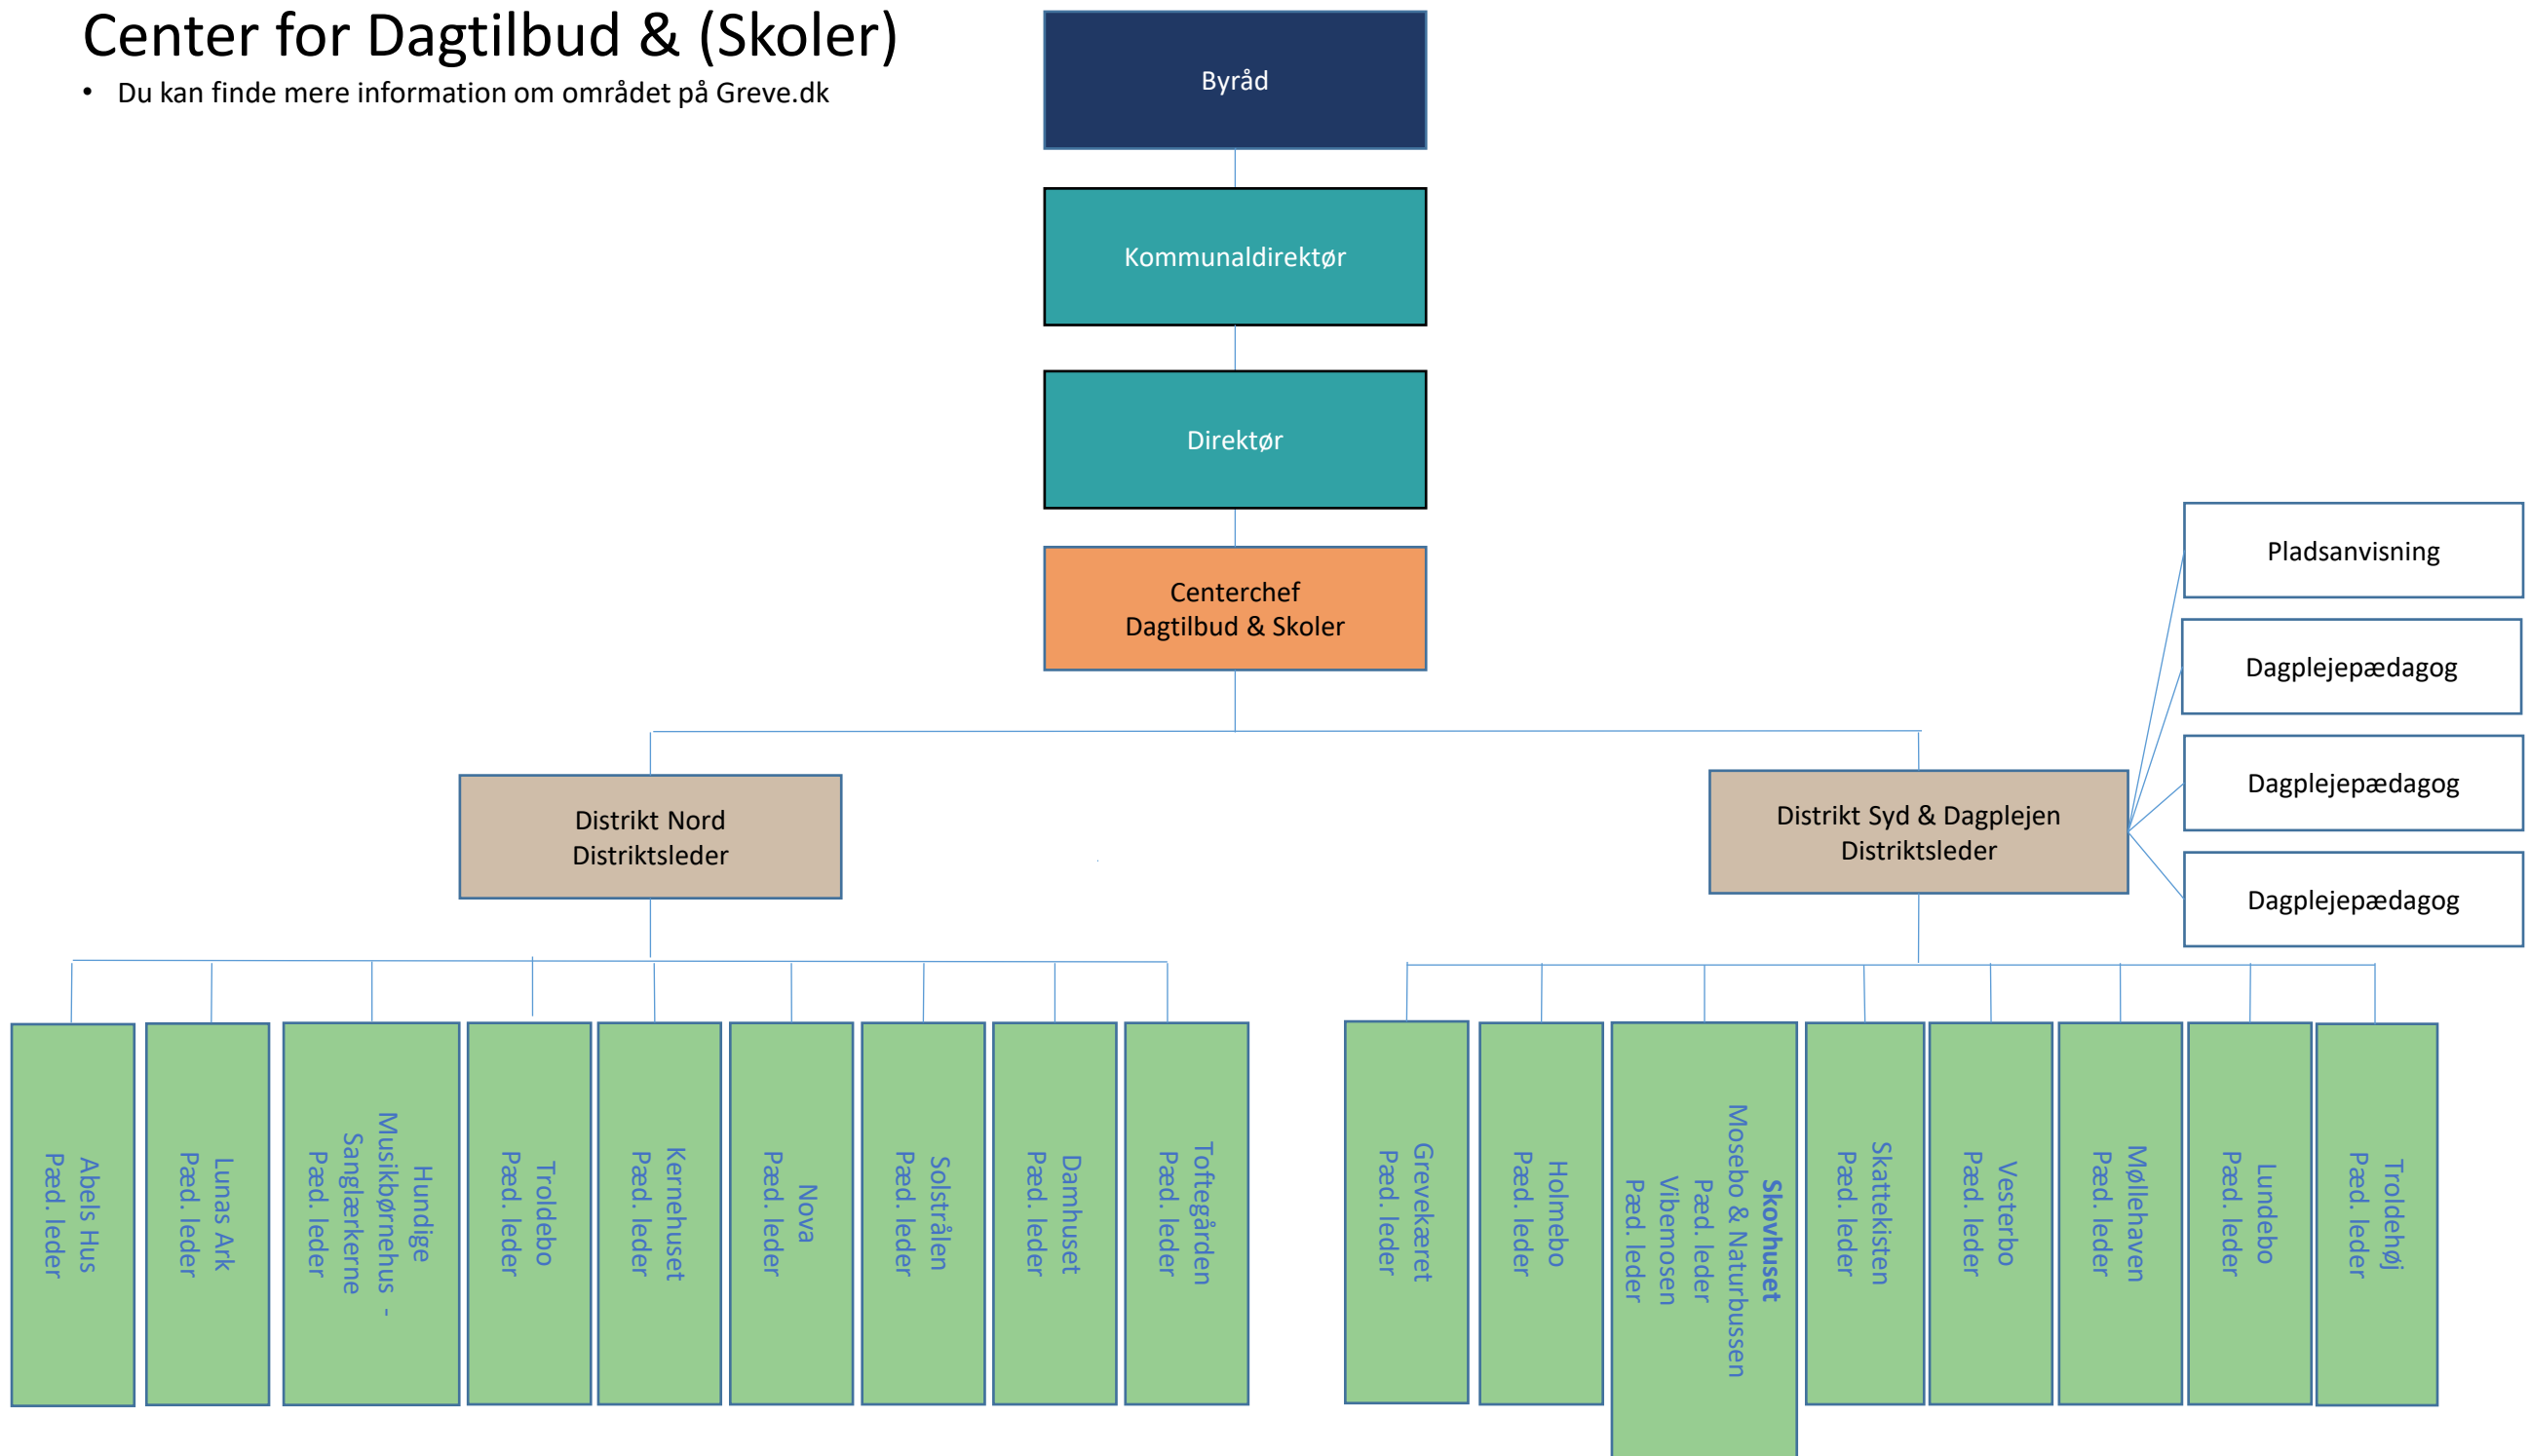 Center for Dagtilbud & (Skoler)
• Du kan finde mere information om området på Greve.dk
Byråd
Kommunaldirektør
Direktør
Centerchef
Dagtilbud & Skoler
Pladsanvisning
Dagplejepædagog
Dagplejepædagog
Dagplejepædagog
Distrikt Nord
Distriktsleder
Distrikt Syd & Dagplejen
Distriktsleder
Abels Hus
Pæd. leder
Lunas Ark
Pæd. leder
Hundige
Musikbørnehus -
Sanglærkerne
Pæd. leder
Troldebo
Pæd. leder
Kernehuset
Pæd. leder
Nova
Pæd. leder
Solstrålen
Pæd. leder
Damhuset
Pæd. leder
Toftegården
Pæd. leder
Grevekæret
Pæd. leder
Holmebo
Pæd. leder
Skovhuset
Mosebo & Naturbussen
Pæd. leder
Vibemosen
Pæd. leder
Skattekisten
Pæd. leder
Vesterbo
Pæd. leder
Møllehaven
Pæd. leder
Lundebo
Pæd. leder
Troldehøj
Pæd. leder